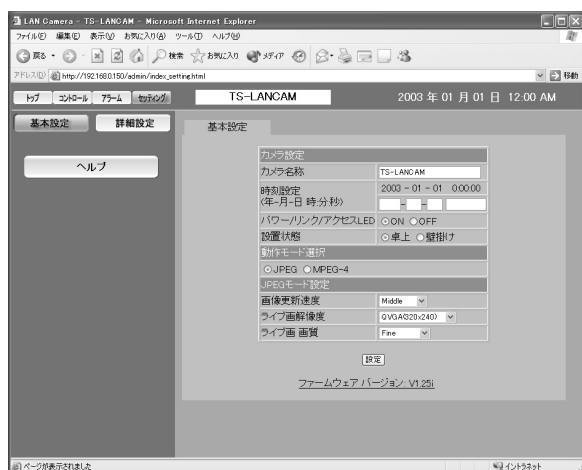 LAN Camera - TS-LANCAM - Microsoft Internet Explorer
ファイル(F) 編集(E) 表示(V) お気に入り(A) ツール(T) ヘルプ(H)
戻る 検索 お気に入り メディア
アドレス(D) http://192.168.0.150/admin/index_setting.html 移動
トップ コントロール アラーム セッティング TS-LANCAM 2003 年 01 月 01 日 12:00 AM
基本設定 詳細設定
ヘルプ
基本設定
カメラ設定
カメラ名称 TS-LANCAM
時刻設定 2003 - 01 - 01 0:00:00
(年-月-日 時:分:秒) - -
パワー/リンク/アクセスLED ON OFF
設置状態 卓上 壁掛け
動作モード選択
JPEG MPEG-4
JPEGモード設定
画像更新速度 Middle
ライブ画解像度 QVGA(320x240)
ライブ画 画質 Fine
設定
ファームウェア バージョン: V1.25i
ページが表示されました イントラネット